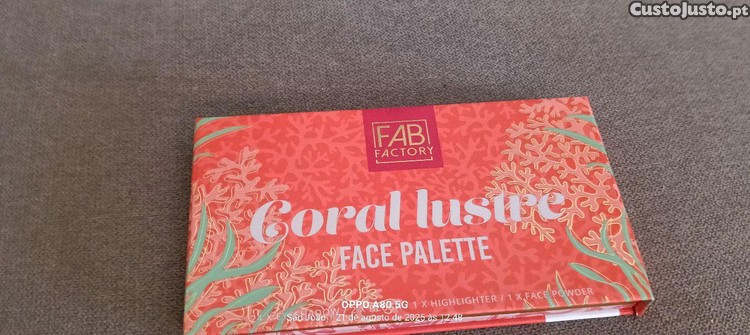 CustoJusto.pt
FAB
FACTORY
Coral lustre
FACE PALETTE
1 X HIGHLIGHTER / 1 X FACE POWDER
OPPO A80 5G
São João, 21 de agosto de 2025 às 12:48